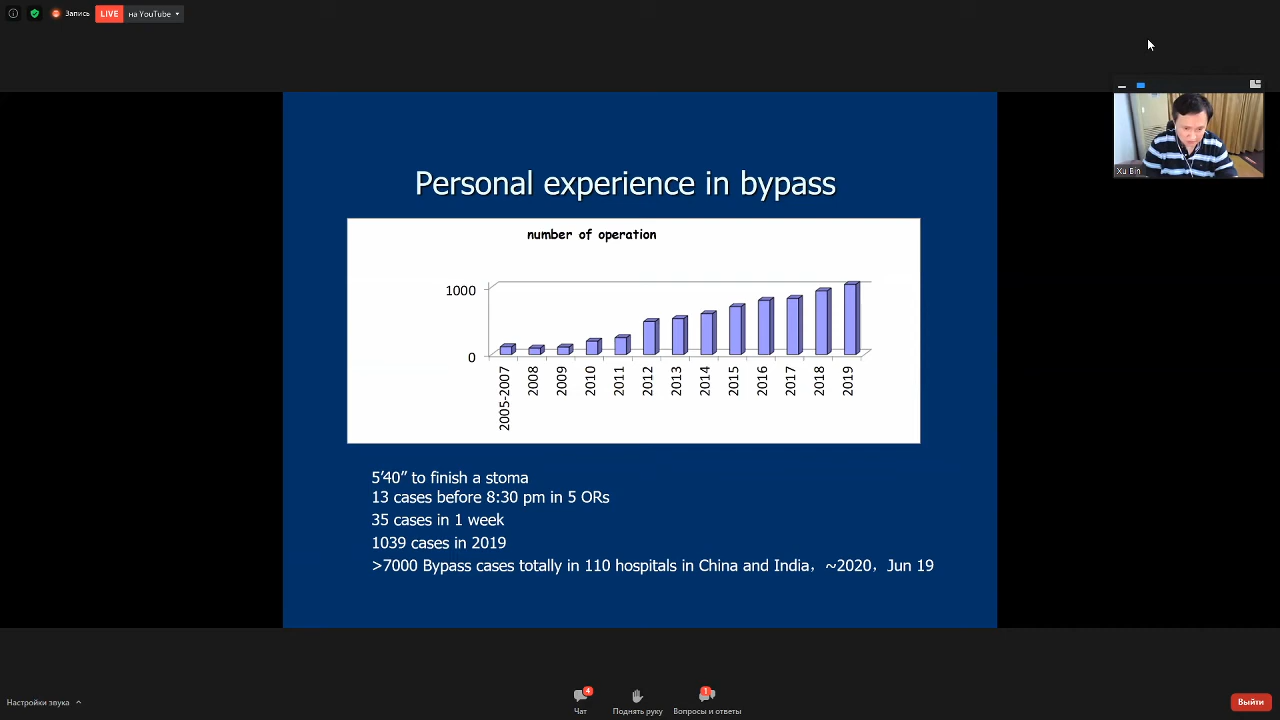 Запись
LIVE
на YouTube
Xu Bin
Personal experience in bypass
number of operation
1000
0
2005-2007
2008
2009
2010
2011
2012
2013
2014
2015
2016
2017
2018
2019
5’40” to finish a stoma
13 cases before 8:30 pm in 5 ORs
35 cases in 1 week
1039 cases in 2019
>7000 Bypass cases totally in 110 hospitals in China and India，~2020，Jun 19
Настройки звука
4
Чат
Поднять руку
1
Вопросы и ответы
Выйти